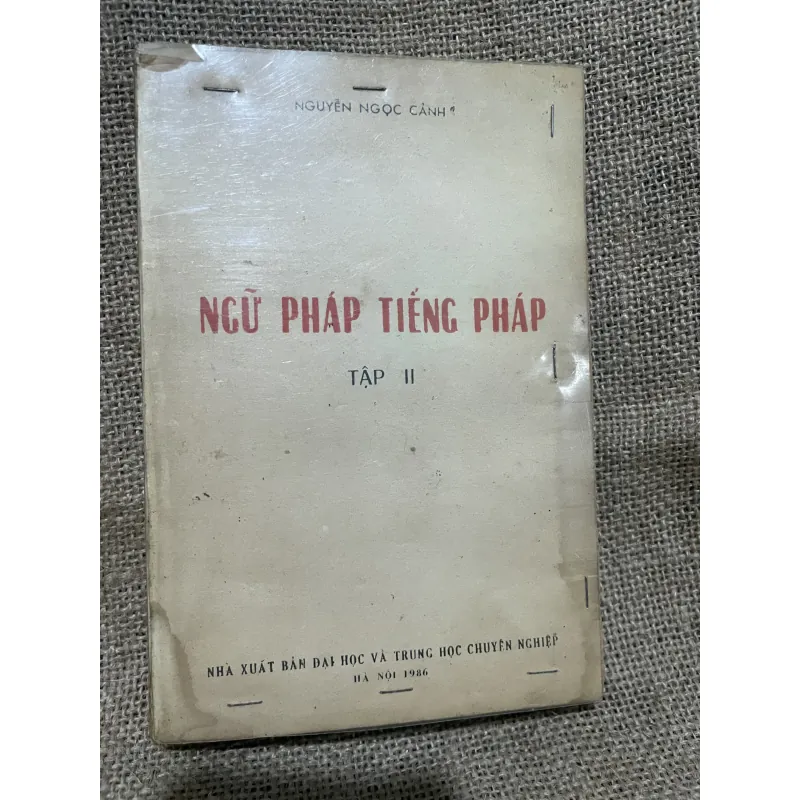 NGUYỄN NGỌC CẢNH
NGỮ PHÁP TIẾNG PHÁP
TẬP II
NHÀ XUẤT BẢN ĐẠI HỌC VÀ TRUNG HỌC CHUYÊN NGHIỆP
HÀ NỘI 1986